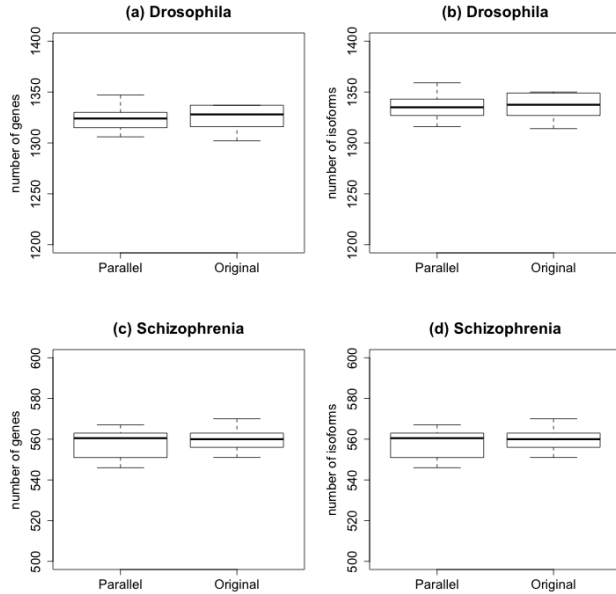 (a) Drosophila
number of genes
1200 1250 1300 1350 1400
Parallel Original
(b) Drosophila
number of isoforms
1200 1250 1300 1350 1400
Parallel Original
(c) Schizophrenia
number of genes
500 520 540 560 580 600
Parallel Original
(d) Schizophrenia
number of isoforms
500 520 540 560 580 600
Parallel Original